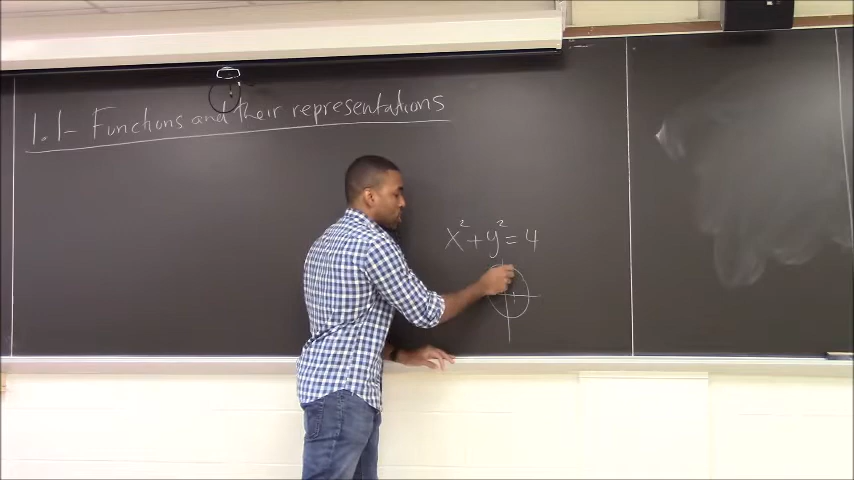 1.1- Functions and their representations
x²+y²=4